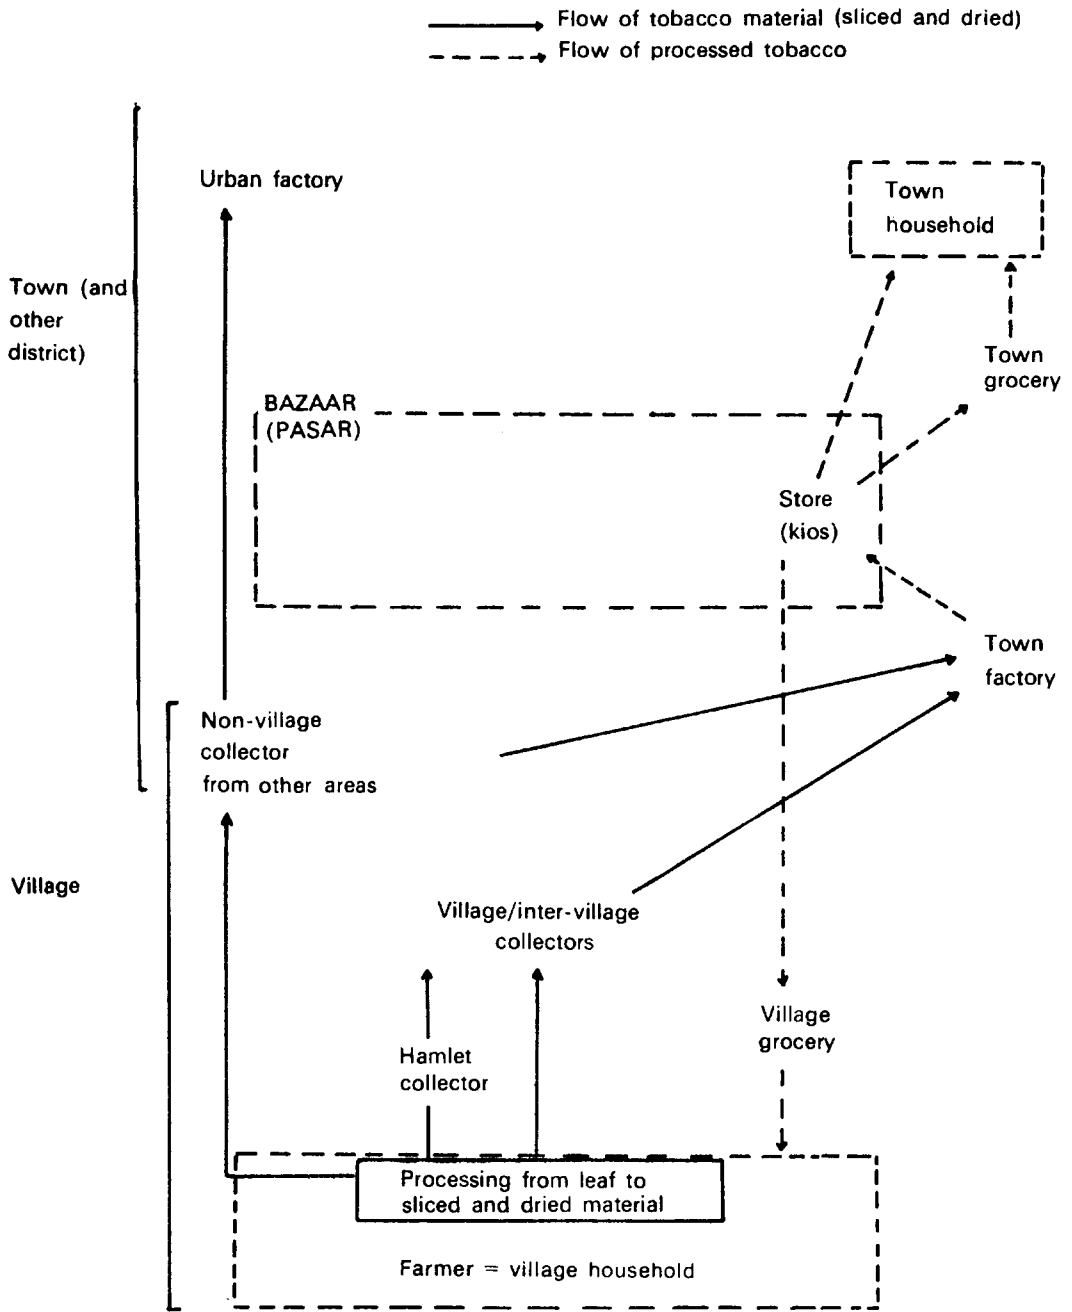 Flow of tobacco material (sliced and dried)
Flow of processed tobacco
Urban factory
Town
household
Town (and
other
district)
Town
grocery
BAZAAR
(PASAR)
Store
(kios)
Town
factory
Non-village
collector
from other areas
Village
Village/inter-village
collectors
Village
grocery
Hamlet
collector
Processing from leaf to
sliced and dried material
Farmer = village household